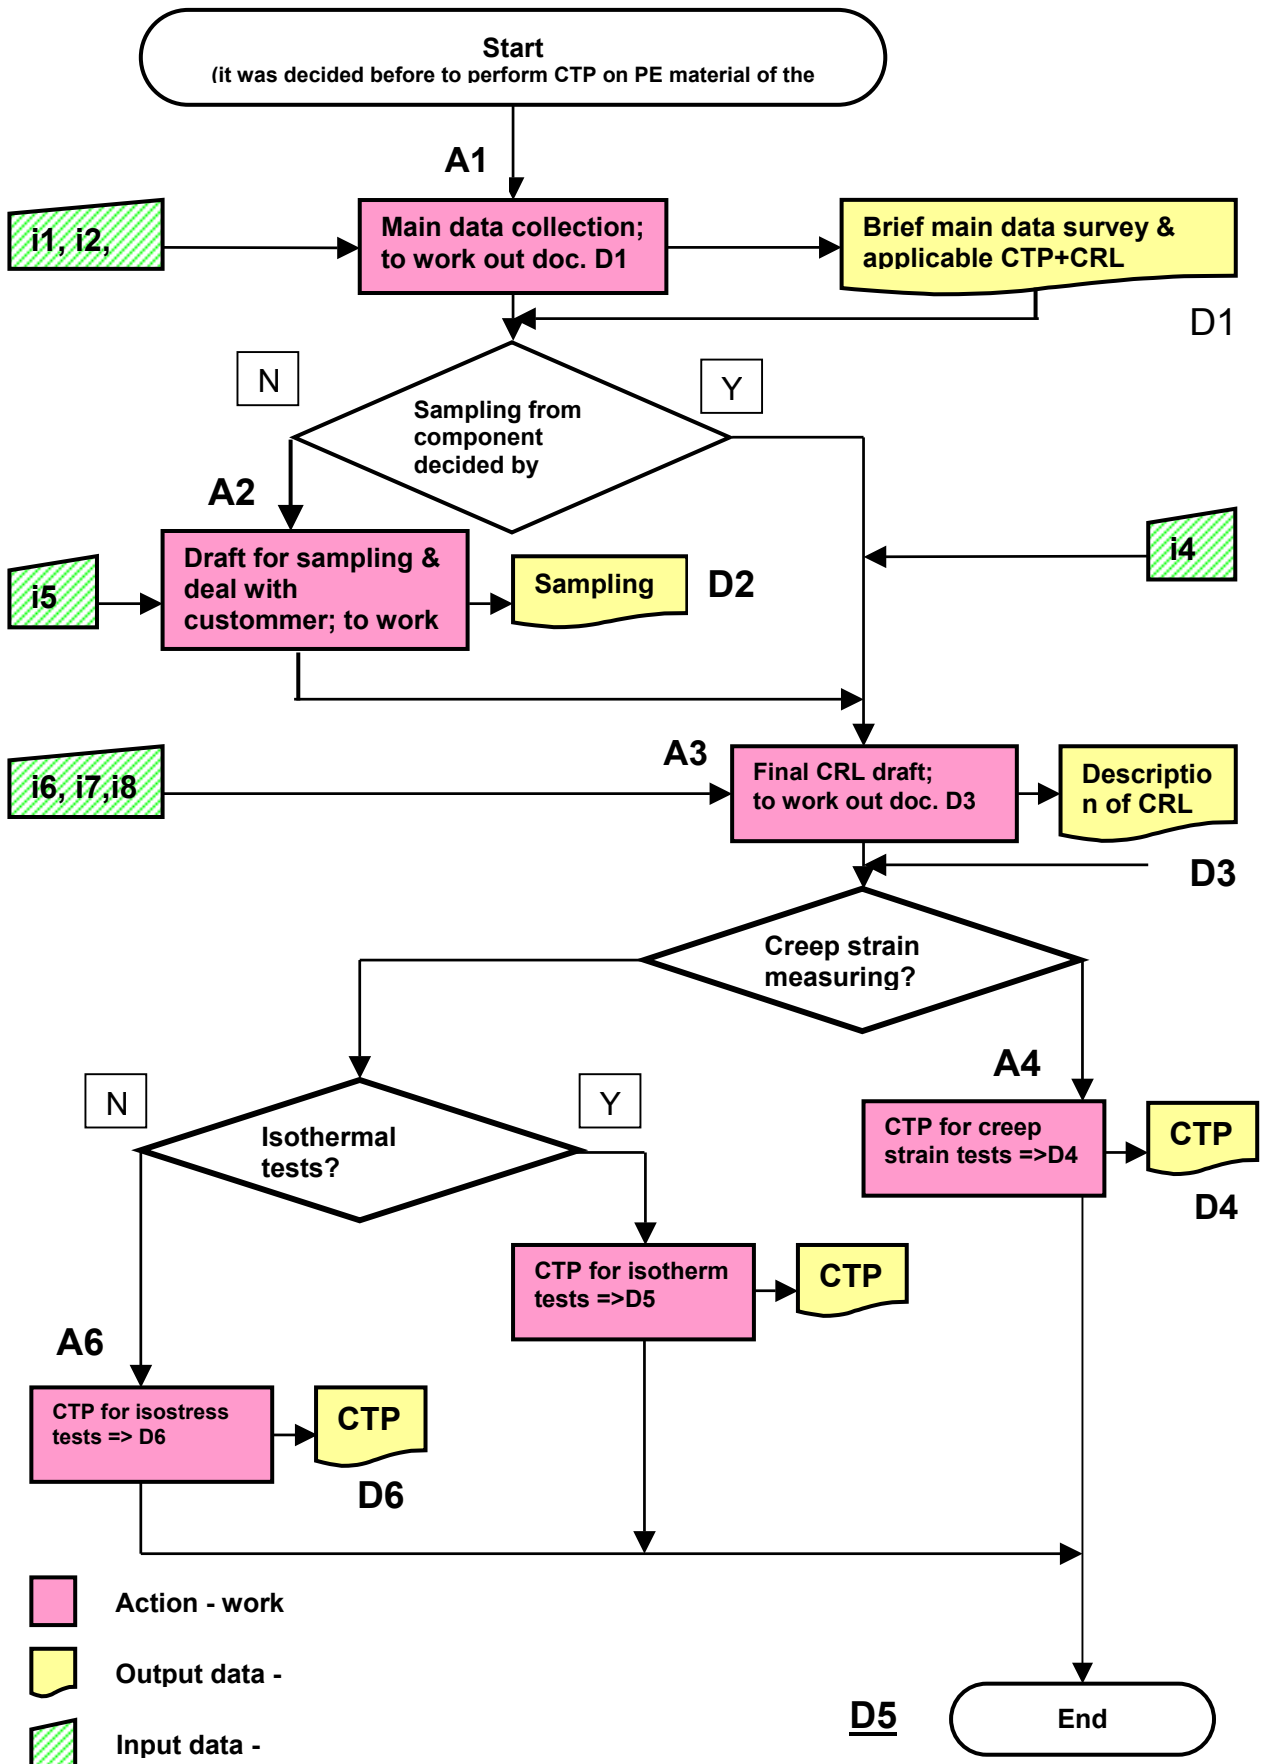 Start
(it was decided before to perform CTP on PE material of the
A1
i1, i2,
Main data collection;
to work out doc. D1
Brief main data survey &
applicable CTP+CRL
D1
N
Y
Sampling from
component
decided by
A2
i4
i5
Draft for sampling &
deal with
custommer; to work
Sampling
D2
i6, i7,i8
A3
Final CRL draft;
to work out doc. D3
Descriptio
n of CRL
D3
Creep strain
measuring?
A4
N
Y
Isothermal
tests?
CTP for creep
strain tests =>D4
CTP
D4
CTP for isotherm
tests =>D5
CTP
A6
CTP for isostress
tests => D6
CTP
D6
Action - work
Output data -
Input data -
D5
End